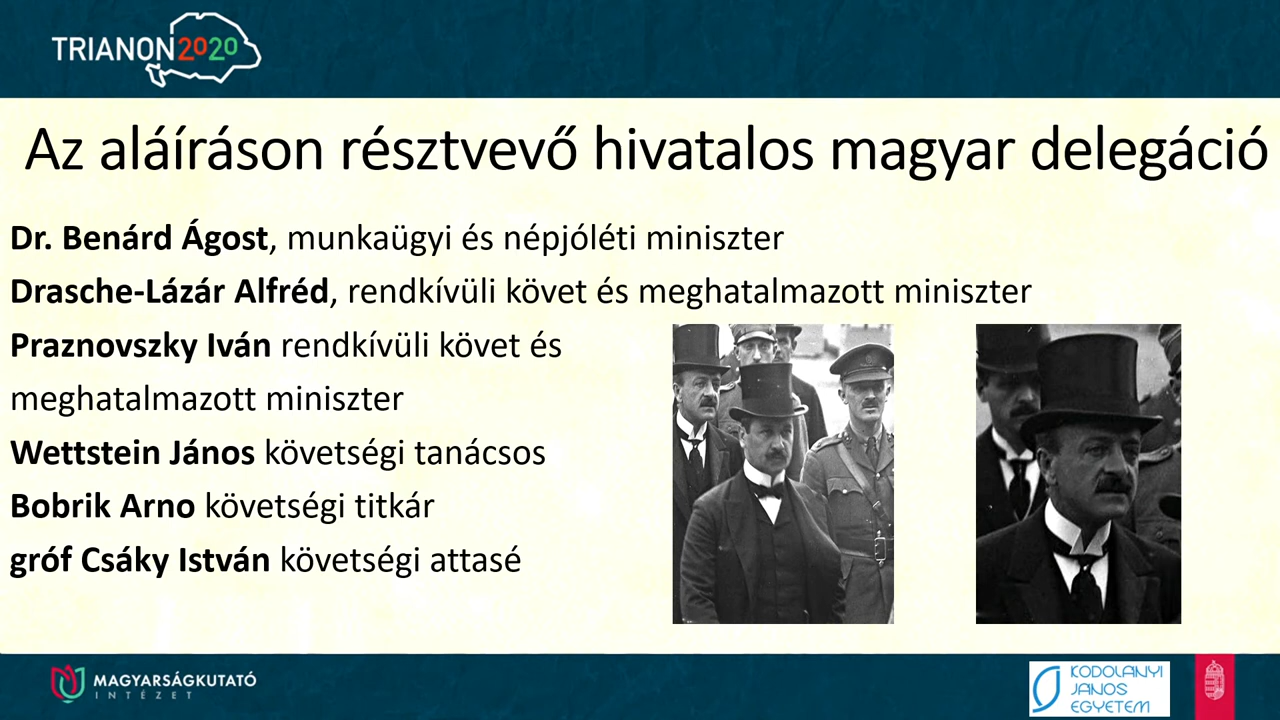 TRIANON2020
Az aláíráson résztvevő hivatalos magyar delegáció
Dr. Benárd Ágost, munkaügyi és népjóléti miniszter
Drasche-Lázár Alfréd, rendkívüli követ és meghatalmazott miniszter
Praznovszky Iván rendkívüli követ és
meghatalmazott miniszter
Wettstein János követségi tanácsos
Bobrik Arno követségi titkár
gróf Csáky István követségi attasé
MAGYARSÁGKUTATÓ
INTÉZET
KODOLÁNYI
JÁNOS
EGYETEM